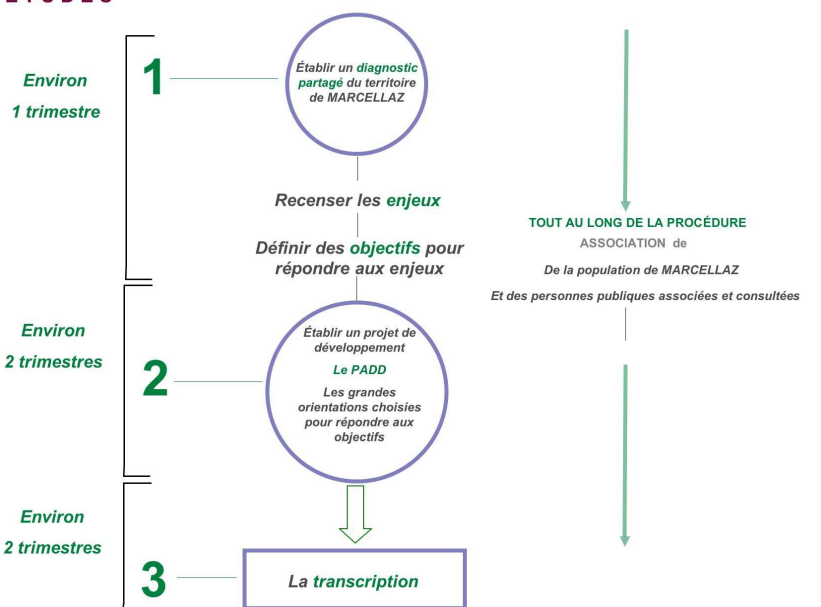 Environ
1 trimestre
1
Établir un diagnostic
partagé du territoire
de MARCELLAZ
Recenser les enjeux
Définir des objectifs pour
répondre aux enjeux
Environ
2 trimestres
2
Établir un projet de
développement
Le PADD
Les grandes
orientations choisies
pour répondre aux
objectifs
Environ
2 trimestres
3
La transcription
TOUT AU LONG DE LA PROCÉDURE
ASSOCIATION de
De la population de MARCELLAZ
Et des personnes publiques associées et consultées